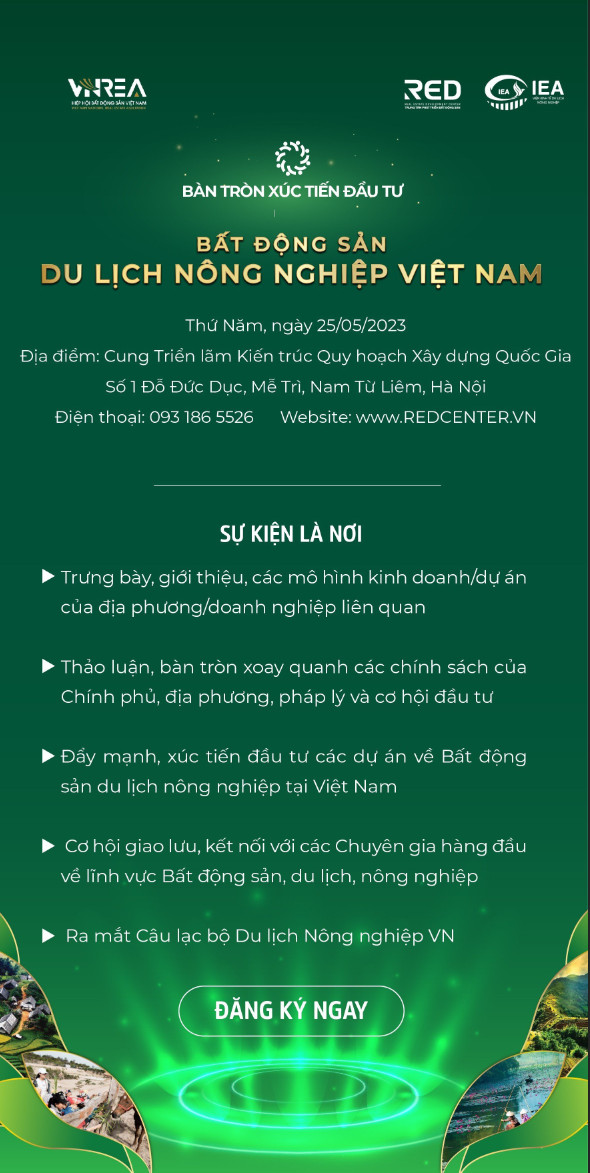 VNREA
HIỆP HỘI BẤT ĐỘNG SẢN VIỆT NAM
RED
IEA
IEA
BÀN TRÒN XÚC TIẾN ĐẦU TƯ
BẤT ĐỘNG SẢN
DU LỊCH NÔNG NGHIỆP VIỆT NAM
Thứ Năm, ngày 25/05/2023
Địa điểm: Cung Triển lãm Kiến trúc Quy hoạch Xây dựng Quốc Gia
Số 1 Đỗ Đức Dục, Mễ Trì, Nam Từ Liêm, Hà Nội
Điện thoại: 093 186 5526 Website: www.REDCENTER.VN
SỰ KIỆN LÀ NƠI
Trưng bày, giới thiệu, các mô hình kinh doanh/dự án
của địa phương/doanh nghiệp liên quan
Thảo luận, bàn tròn xoay quanh các chính sách của
Chính phủ, địa phương, pháp lý và cơ hội đầu tư
Đẩy mạnh, xúc tiến đầu tư các dự án về Bất động
sản du lịch nông nghiệp tại Việt Nam
Cơ hội giao lưu, kết nối với các Chuyên gia hàng đầu
về lĩnh vực Bất động sản, du lịch, nông nghiệp
Ra mắt Câu lạc bộ Du lịch Nông nghiệp VN
ĐĂNG KÝ NGAY